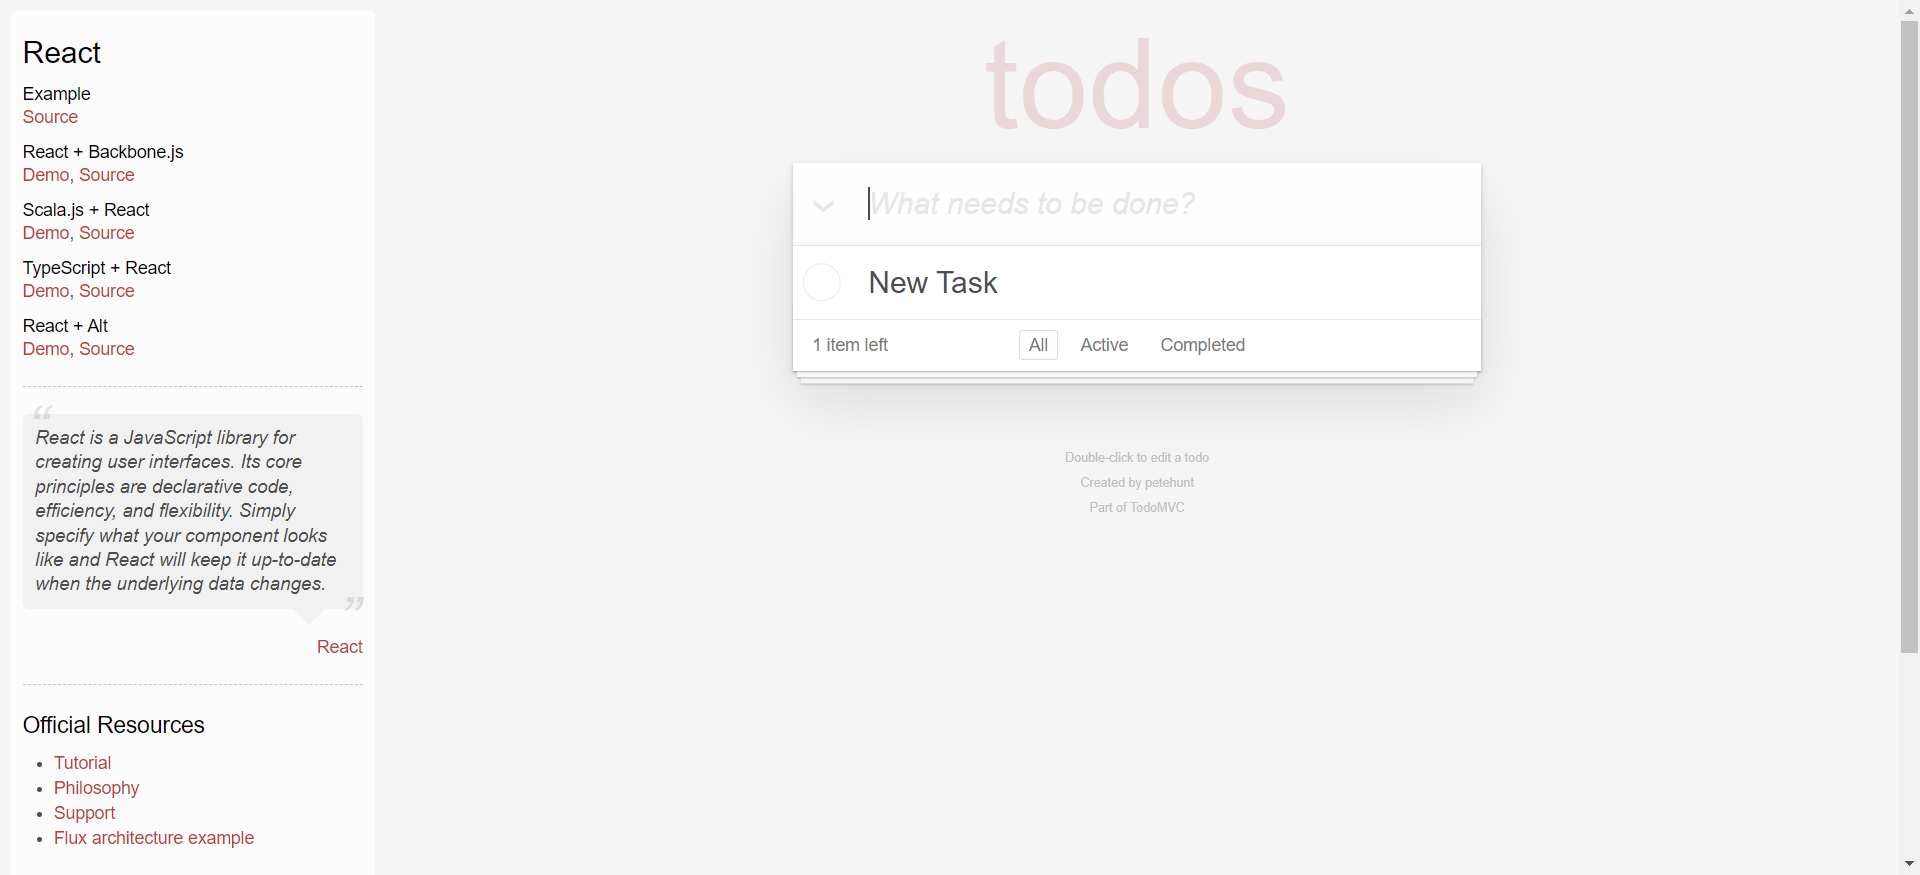 React
Example
Source
React + Backbone.js
Demo, Source
Scala.js + React
Demo, Source
TypeScript + React
Demo, Source
React + Alt
Demo, Source
“
React is a JavaScript library for
creating user interfaces. Its core
principles are declarative code,
efficiency, and flexibility. Simply
specify what your component looks
like and React will keep it up-to-date
when the underlying data changes.
”
React
Official Resources
Tutorial
Philosophy
Support
Flux architecture example
todos
What needs to be done?
New Task
1 item left All Active Completed
Double-click to edit a todo
Created by petehunt
Part of TodoMVC